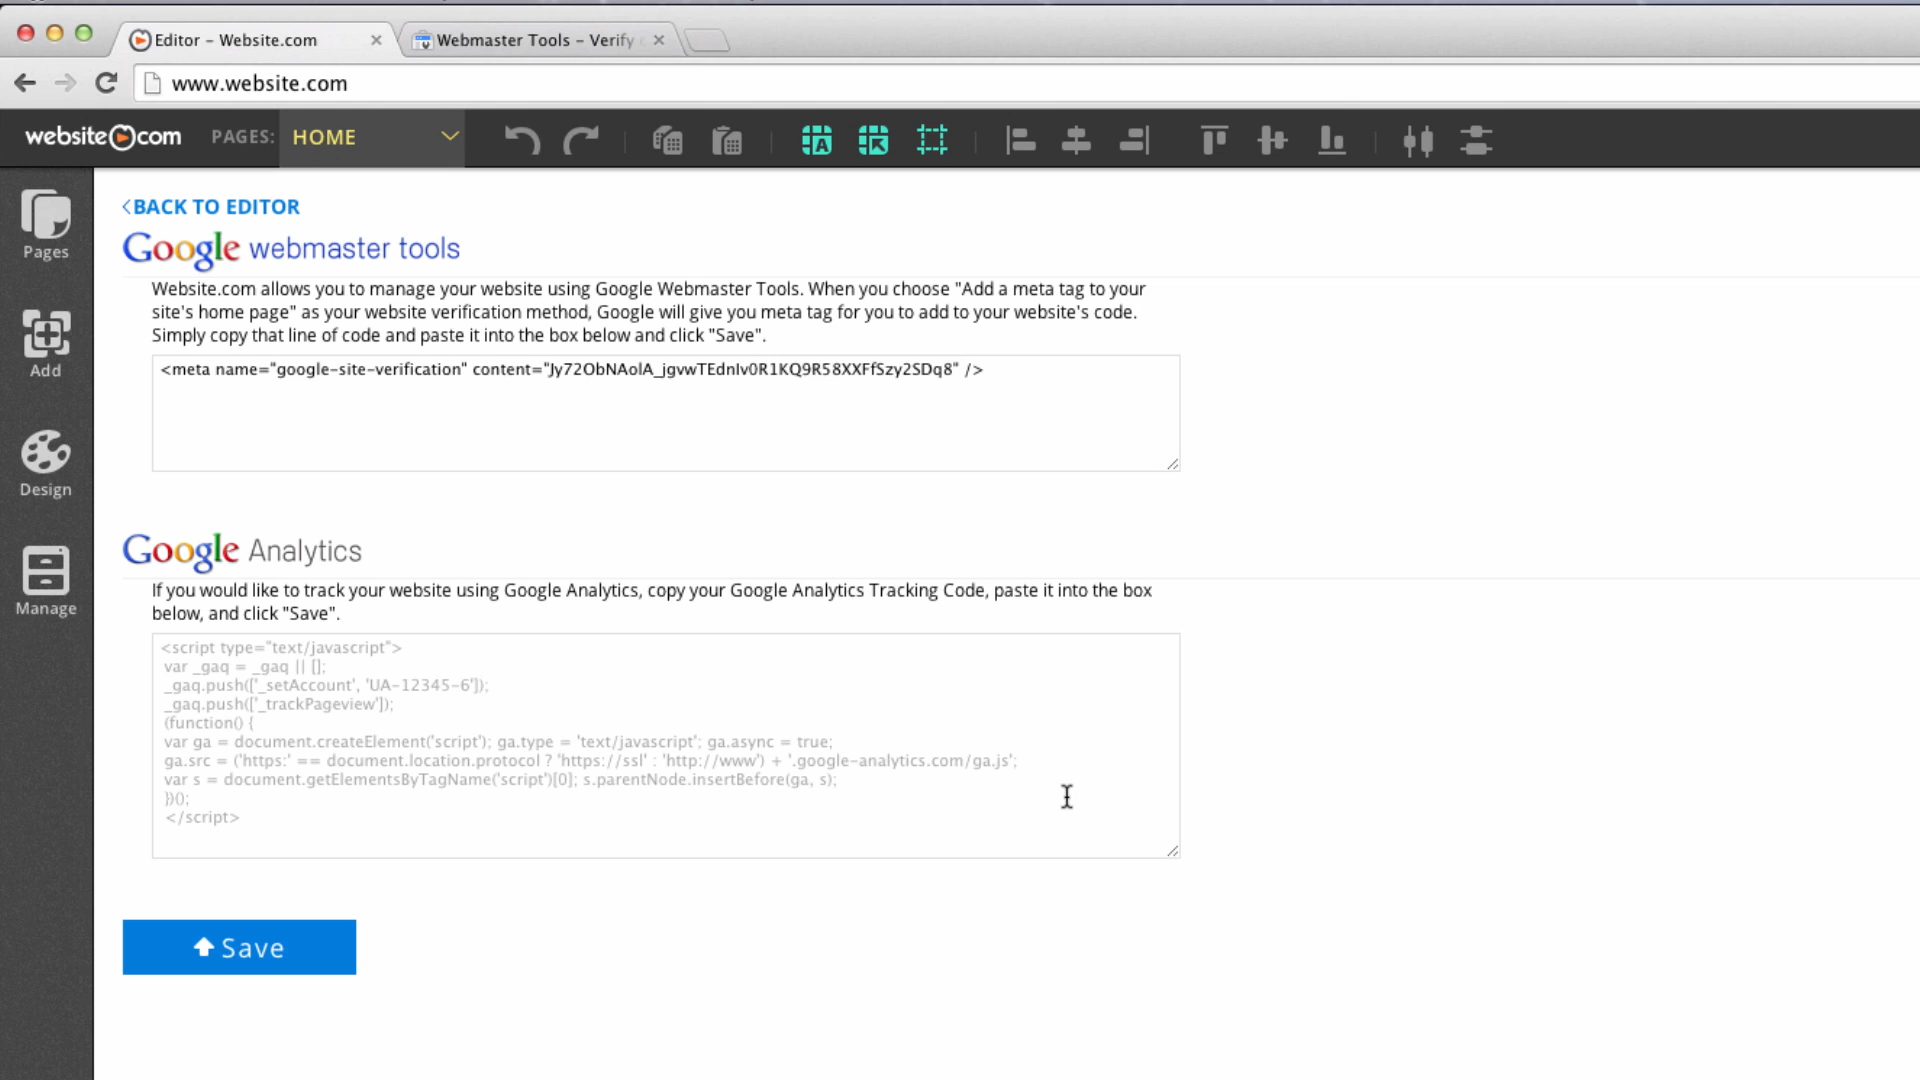 Editor – Website.com
Webmaster Tools – Verify
www.website.com
website.com PAGES: HOME
Pages
Add
Design
Manage
<BACK TO EDITOR
Google webmaster tools
Website.com allows you to manage your website using Google Webmaster Tools. When you choose "Add a meta tag to your
site's home page" as your website verification method, Google will give you meta tag for you to add to your website's code.
Simply copy that line of code and paste it into the box below and click "Save".
<meta name="google-site-verification" content="Jy72ObNAolA_jgvwTEdnIv0R1KQ9R58XXFfSzy2SDq8" />
Google Analytics
If you would like to track your website using Google Analytics, copy your Google Analytics Tracking Code, paste it into the box
below, and click "Save".
<script type="text/javascript">
var _gaq = _gaq || [];
_gaq.push(['_setAccount', 'UA-12345-6']);
_gaq.push(['_trackPageview']);
(function() {
var ga = document.createElement('script'); ga.type = 'text/javascript'; ga.async = true;
ga.src = ('https:' == document.location.protocol ? 'https://ssl' : 'http://www') + '.google-analytics.com/ga.js';
var s = document.getElementsByTagName('script')[0]; s.parentNode.insertBefore(ga, s);
})();
</script>
Save